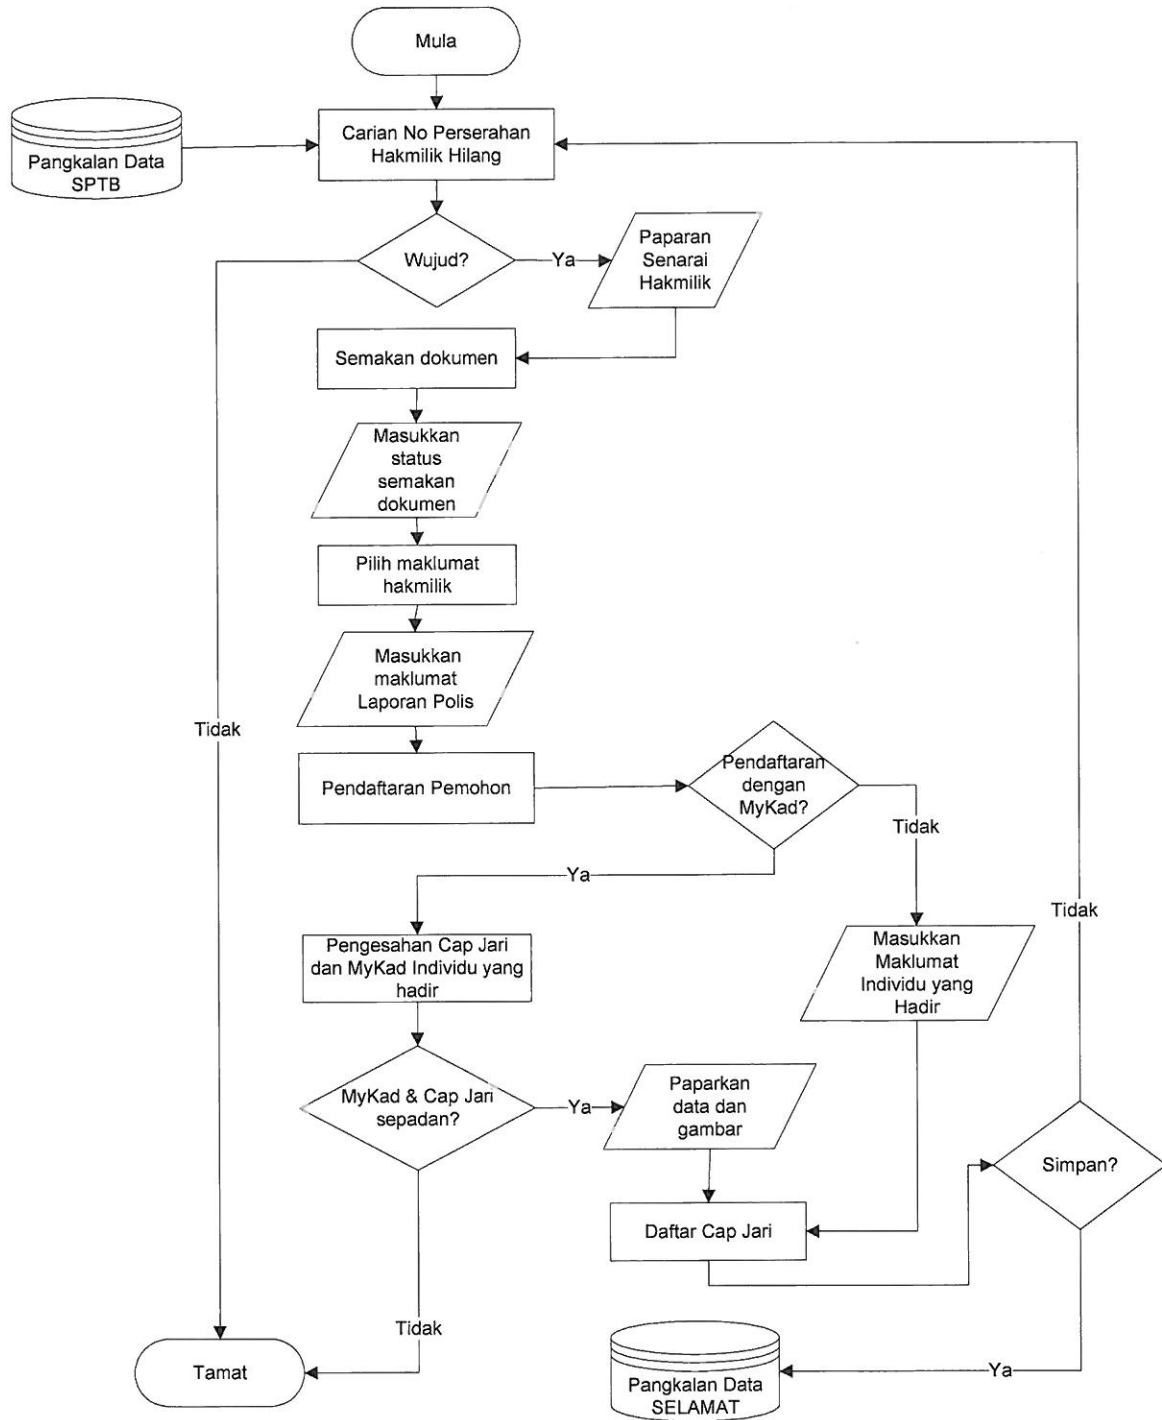 Mula
Carian No Perserahan
Hakmilik Hilang
Pangkalan Data
SPTB
Wujud?
Ya
Paparan
Senarai
Hakmilik
Semakan dokumen
Masukkan
status
semakan
dokumen
Pilih maklumat
hakmilik
Masukkan
maklumat
Laporan Polis
Tidak
Pendaftaran Pemohon
Pendaftaran
dengan
MyKad?
Tidak
Ya
Tidak
Pengesahan Cap Jari
dan MyKad Individu yang
hadir
Masukkan
Maklumat
Individu yang
Hadir
MyKad & Cap Jari
sepadan?
Ya
Paparkan
data dan
gambar
Simpan?
Daftar Cap Jari
Tidak
Tamat
Pangkalan Data
SELAMAT
Ya